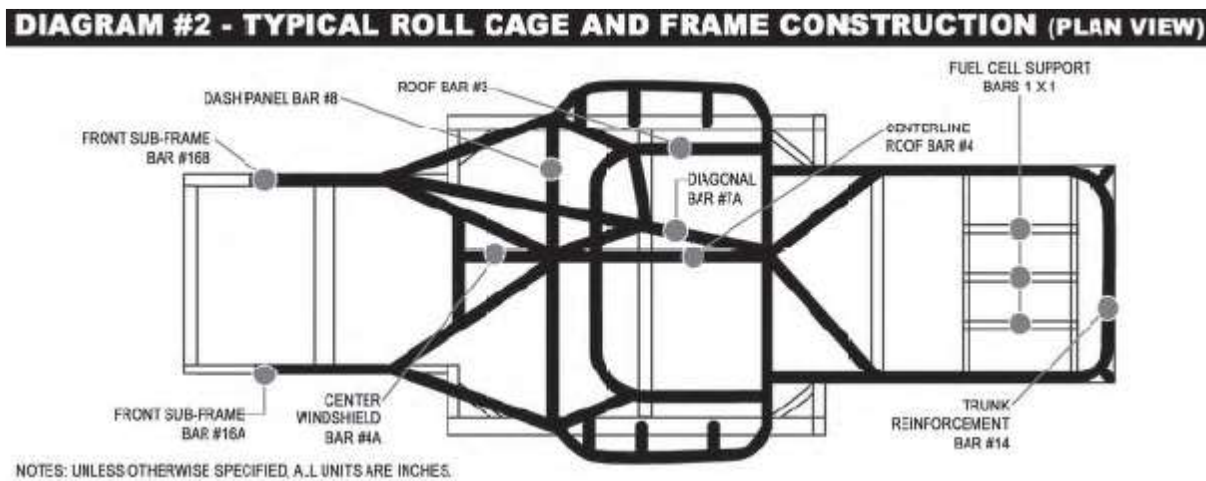 DIAGRAM #2 - TYPICAL ROLL CAGE AND FRAME CONSTRUCTION (PLAN VIEW)
FUEL CELL SUPPORT
BARS 1 X 1
ROOF BAR #3
DASH PANEL BAR #8
CENTERLINE
ROOF BAR #4
FRONT SUB-FRAME
BAR #16B
DIAGONAL
BAR #7A
CENTER
WINDSHIELD
BAR #4A
FRONT SUB-FRAME
BAR #16A
TRUNK
REINFORCEMENT
BAR #14
NOTES: UNLESS OTHERWISE SPECIFIED, ALL UNITS ARE INCHES.